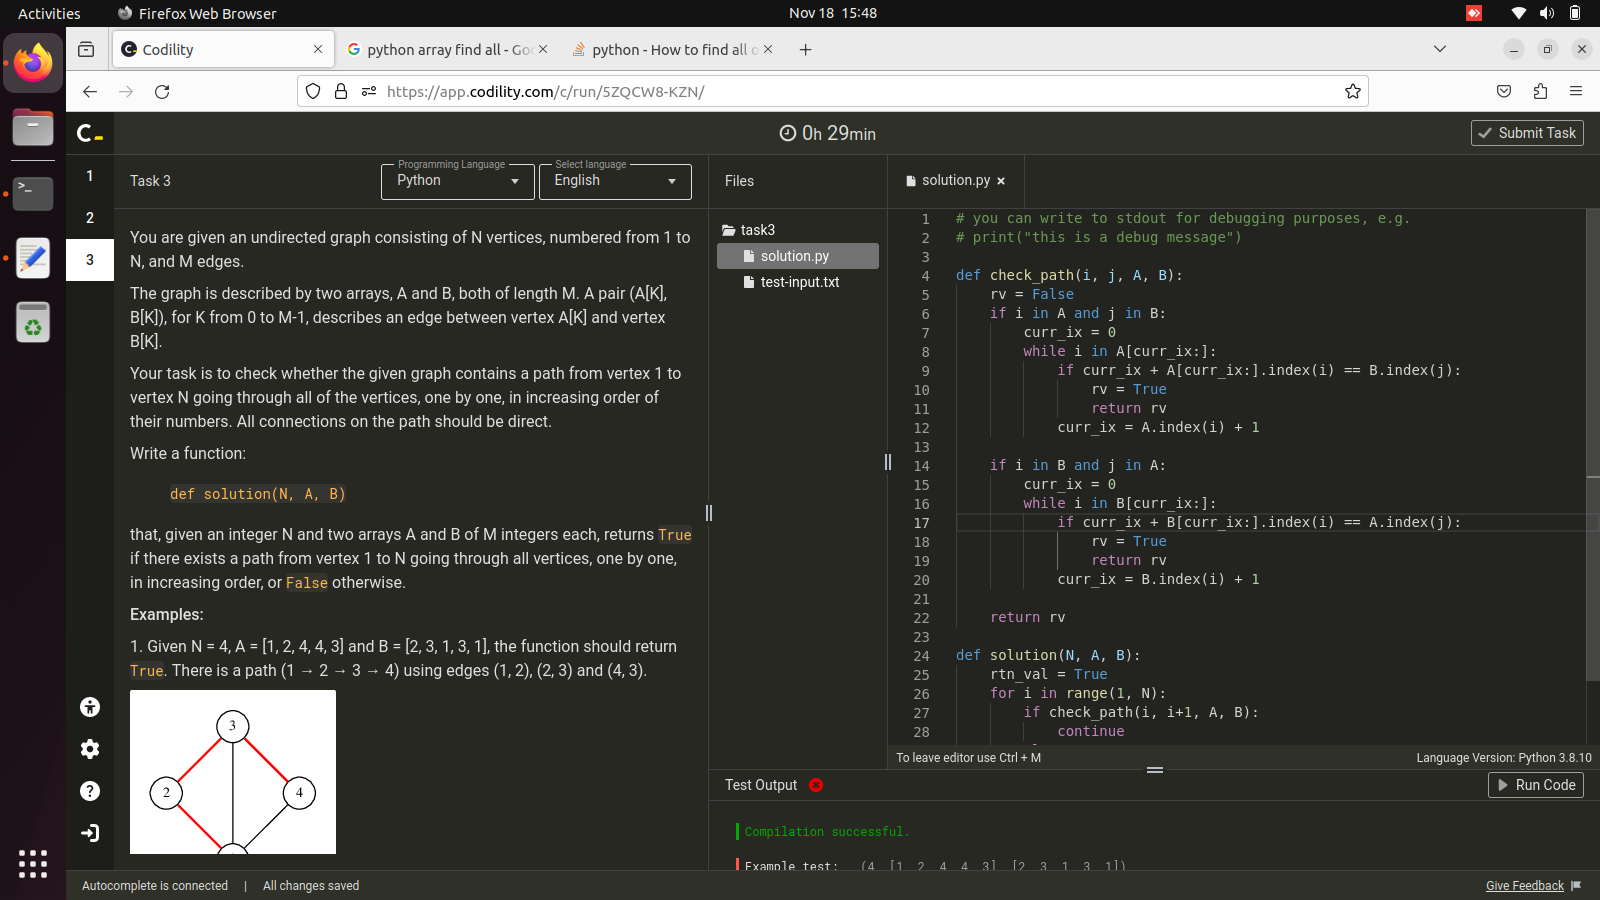 Activities
Firefox Web Browser
Nov 18 15:48
Codility
python array find all - Goo
python - How to find all o
https://app.codility.com/c/run/5ZQCW8-KZN/
C
0h 29min
Submit Task
1
2
3
Task 3
Programming Language
Python
Select language
English
Files
solution.py
task3
solution.py
test-input.txt
You are given an undirected graph consisting of N vertices, numbered from 1 to
N, and M edges.
The graph is described by two arrays, A and B, both of length M. A pair (A[K],
B[K]), for K from 0 to M-1, describes an edge between vertex A[K] and vertex
B[K].
Your task is to check whether the given graph contains a path from vertex 1 to
vertex N going through all of the vertices, one by one, in increasing order of
their numbers. All connections on the path should be direct.
Write a function:
def solution(N, A, B)
that, given an integer N and two arrays A and B of M integers each, returns True
if there exists a path from vertex 1 to N going through all vertices, one by one,
in increasing order, or False otherwise.
Examples:
1. Given N = 4, A = [1, 2, 4, 4, 3] and B = [2, 3, 1, 3, 1], the function should return
True. There is a path (1 → 2 → 3 → 4) using edges (1, 2), (2, 3) and (4, 3).
3
2
4
1 # you can write to stdout for debugging purposes, e.g.
2 # print("this is a debug message")
3
4 def check_path(i, j, A, B):
5 rv = False
6 if i in A and j in B:
7 curr_ix = 0
8 while i in A[curr_ix:]:
9 if curr_ix + A[curr_ix:].index(i) == B.index(j):
10 rv = True
11 return rv
12 curr_ix = A.index(i) + 1
13
14 if i in B and j in A:
15 curr_ix = 0
16 while i in B[curr_ix:]:
17 if curr_ix + B[curr_ix:].index(i) == A.index(j):
18 rv = True
19 return rv
20 curr_ix = B.index(i) + 1
21
22 return rv
23
24 def solution(N, A, B):
25 rtn_val = True
26 for i in range(1, N):
27 if check_path(i, i+1, A, B):
28 continue
To leave editor use Ctrl + M
Language Version: Python 3.8.10
Test Output
Run Code
Compilation successful.
Example test: (4, [1, 2, 4, 4, 3], [2, 3, 1, 3, 1])
Autocomplete is connected | All changes saved
Give Feedback